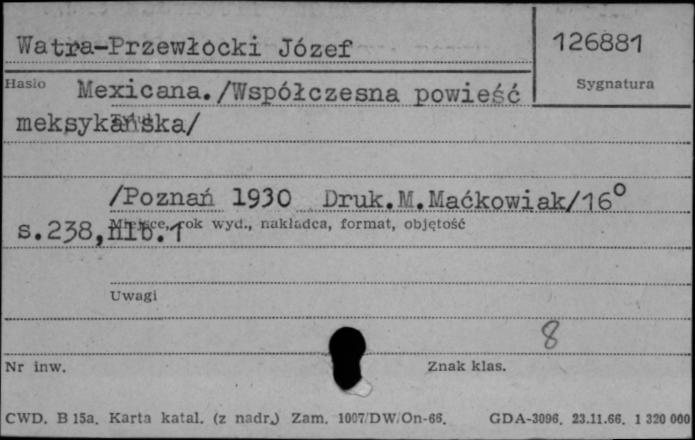 Watra-Przewłocki Józef
126881
Hasło
Sygnatura
Mexicana./Współczesna powieść
meksykańska/
/Poznań 1930 Druk.M.Maćkowiak/16°
Miejsce, rok wyd., nakładca, format, objętość
s.238,nlb.1
Uwagi
8
Nr inw.
Znak klas.
CWD. B 15a. Karta katal. (z nadr.) Zam. 1007/DW/On-66. GDA-3096. 23.11.66. 1 320 000